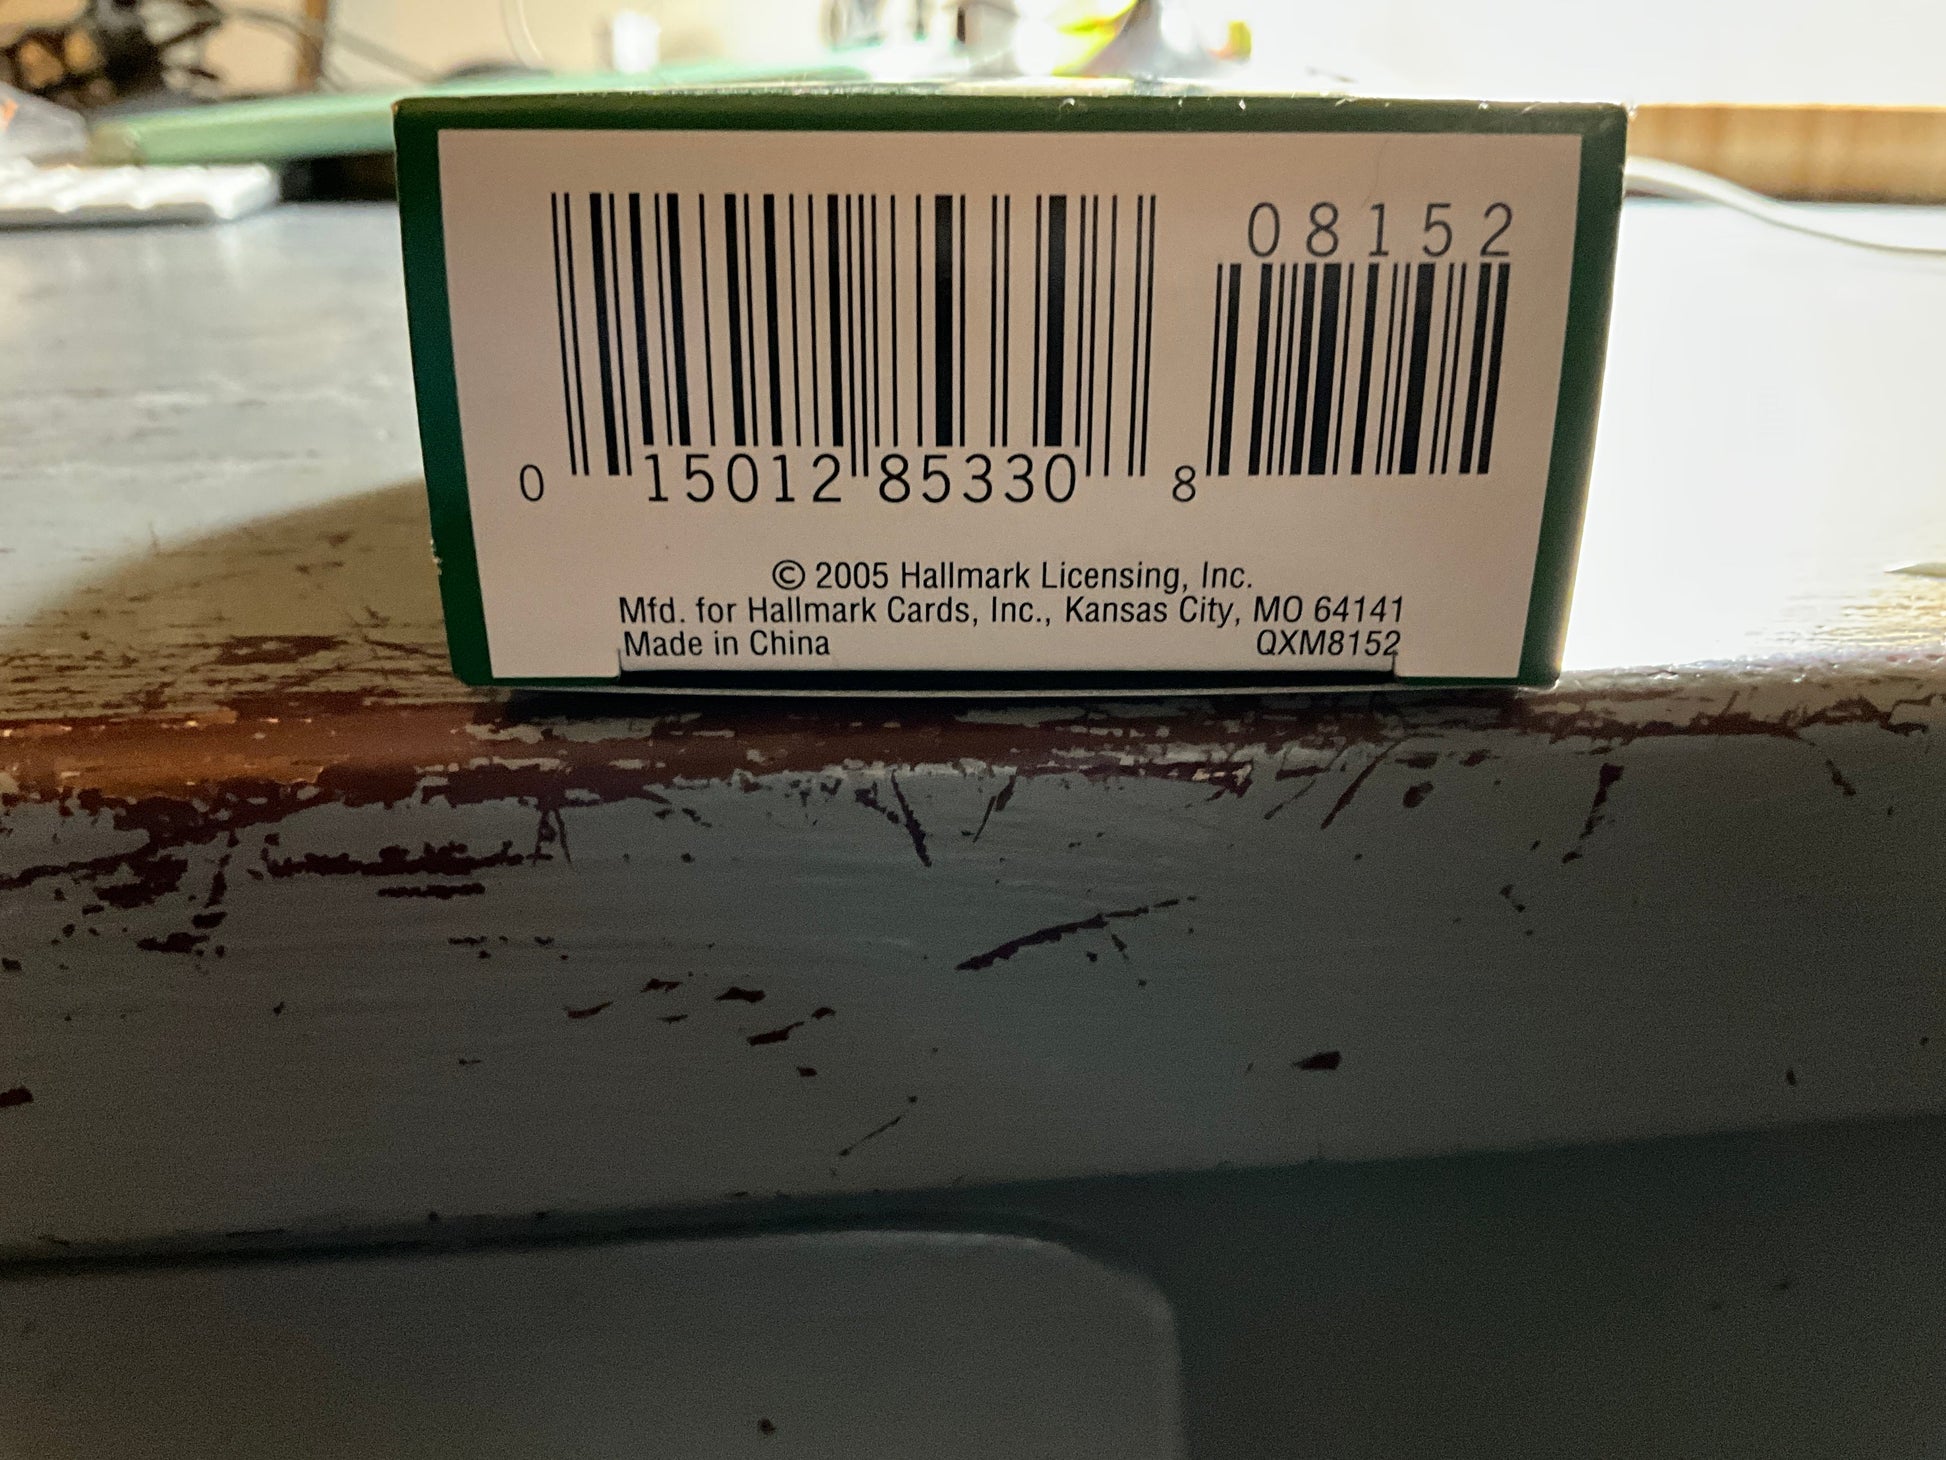 08152
0 15012 85330 8
© 2005 Hallmark Licensing, Inc.
Mfd. for Hallmark Cards, Inc., Kansas City, MO 64141
Made in China QXM8152